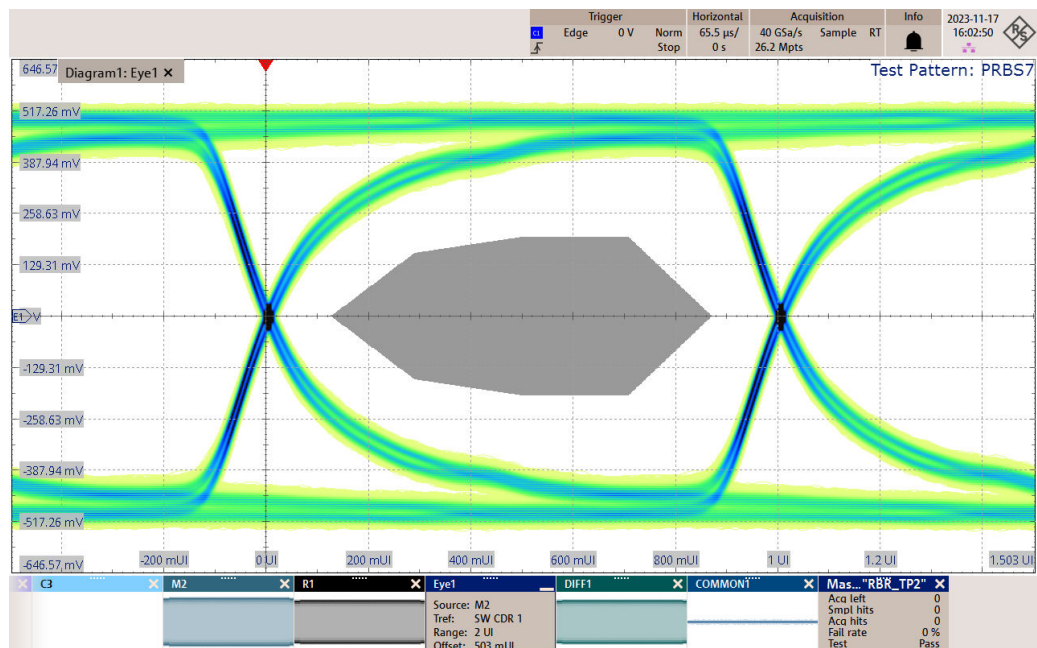 Trigger Horizontal Acquisition Info 2023-11-17
C1 Edge 0 V Norm 65.5 µs/ 40 GSa/s Sample RT 16:02:50
Stop 0 s 26.2 Mpts
R&S
646.57 Diagram1: Eye1 × Test Pattern: PRBS7
517.26 mV
387.94 mV
258.63 mV
129.31 mV
E1 V
-129.31 mV
-258.63 mV
-387.94 mV
-517.26 mV
-646.57 mV -200 mUI 0 UI 200 mUI 400 mUI 600 mUI 800 mUI 1 UI 1.2 UI 1.503 UI
C3 M2 R1 Eye1 DIFF1 COMMON1 Mas..."RBR_TP2"
Source: M2
Tref: SW CDR 1
Range: 2 UI
Offset: 503 mUI
Acq left 0
Smpl hits 0
Acq hits 0
Fail rate 0 %
Test Pass